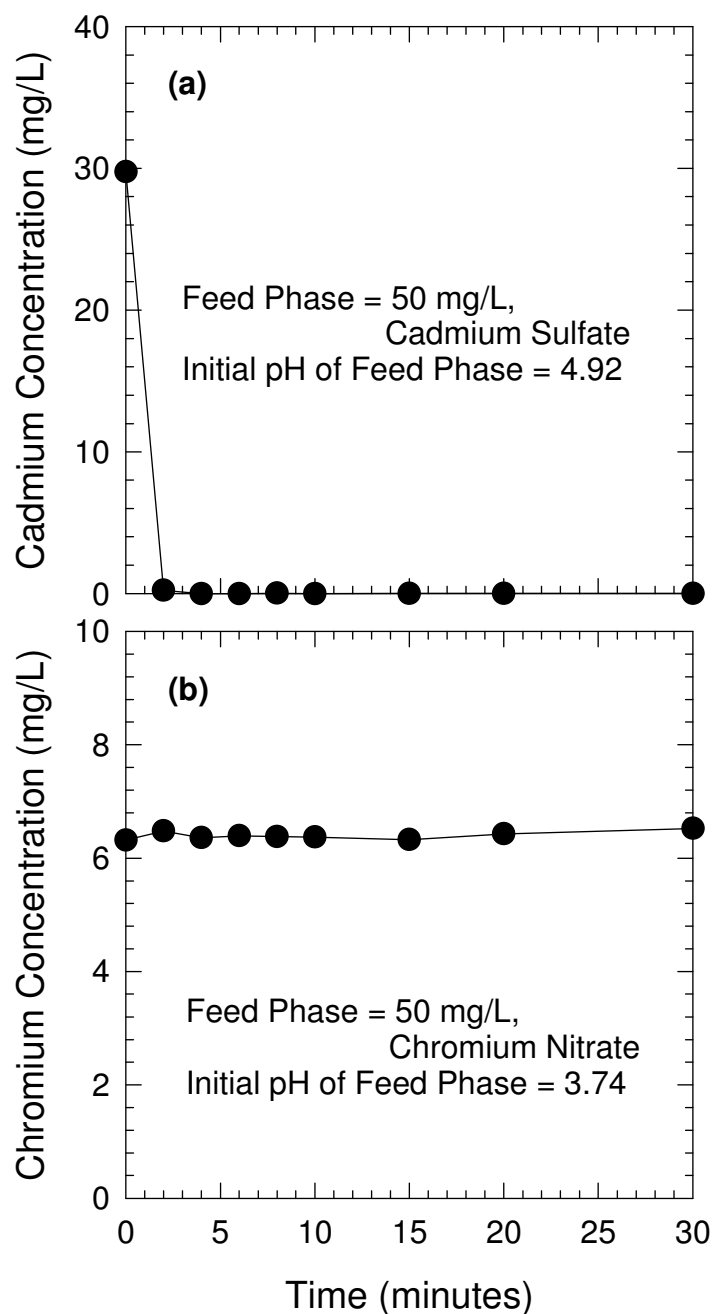 Cadmium Concentration (mg/L)
40
30
20
10
0
(a)
Feed Phase = 50 mg/L,
Cadmium Sulfate
Initial pH of Feed Phase = 4.92
Chromium Concentration (mg/L)
10
8
6
4
2
0
(b)
Feed Phase = 50 mg/L,
Chromium Nitrate
Initial pH of Feed Phase = 3.74
0 5 10 15 20 25 30
Time (minutes)